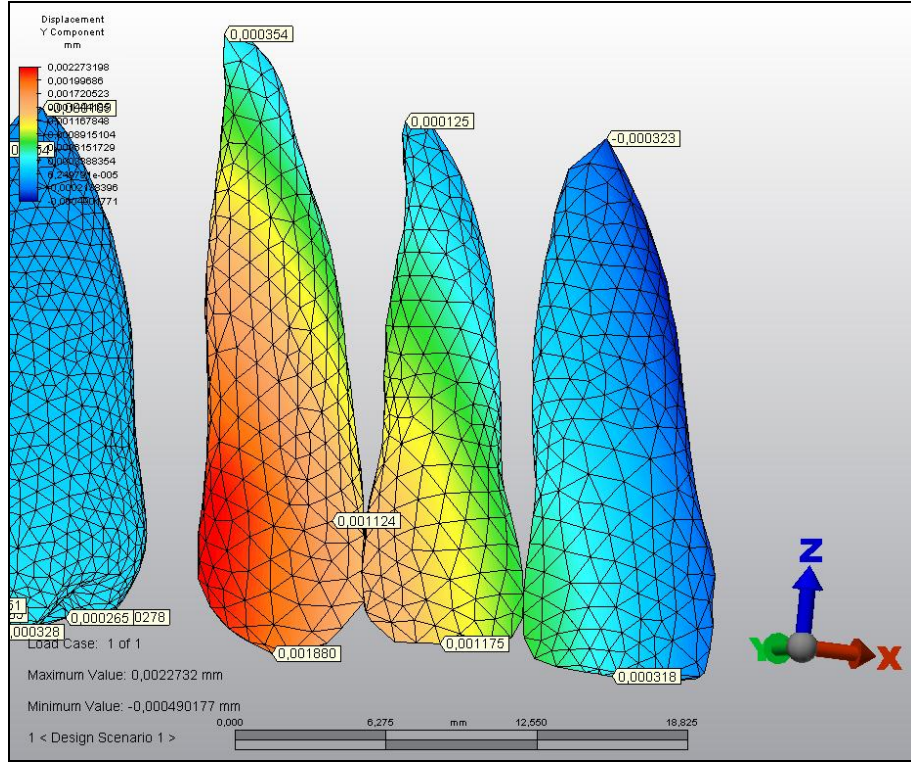 Displacement
Y Component
mm
0,002273198
0,00199686
0,001720523
0,001167848
0,0008915104
0,000354
0,000125
-0,000323
0,001124
0,000265
0278
0,000328
0,001880
0,001175
0,000318
Load Case: 1 of 1
Maximum Value: 0,0022732 mm
Minimum Value: -0,000490177 mm
1 < Design Scenario 1 >
0,000
6,275
mm
12,550
18,825
Z
Y
X